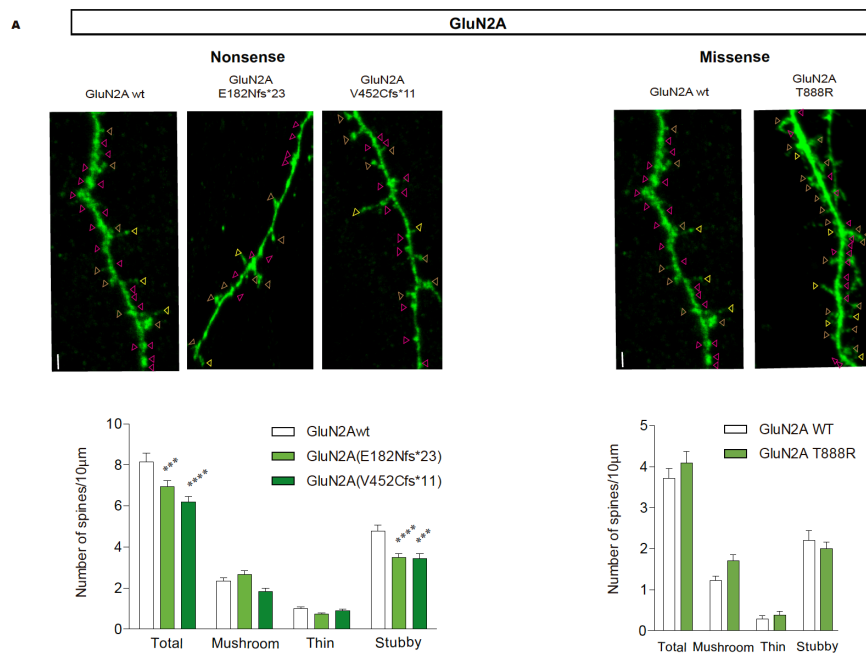 A
GluN2A
Nonsense
Missense
GluN2A wt
GluN2A
E182Nfs*23
GluN2A
V452Cfs*11
GluN2A wt
GluN2A
T888R
Number of spines/10µm
10
8
6
4
2
0
***
****
****
***
GluN2Awt
GluN2A(E182Nfs*23)
GluN2A(V452Cfs*11)
Total Mushroom Thin Stubby
Number of spines/10µm
5
4
3
2
1
0
GluN2A WT
GluN2A T888R
Total Mushroom Thin Stubby